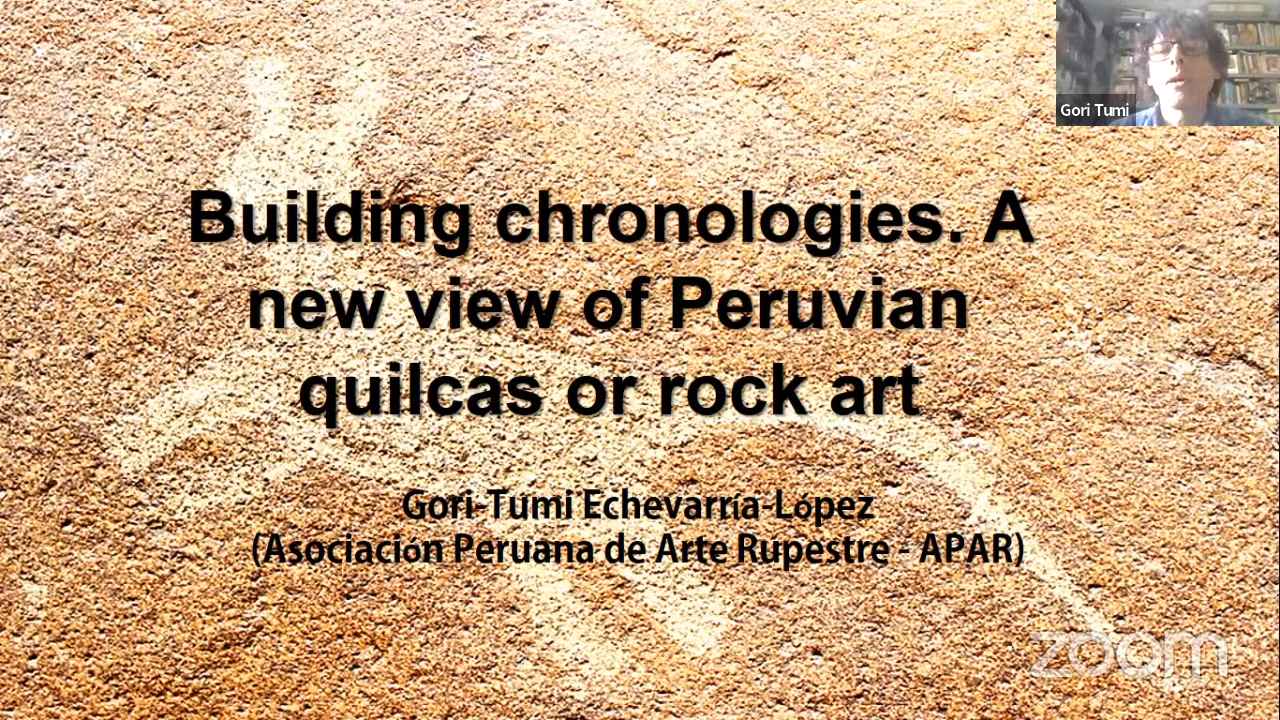 Gori Tumi
Building chronologies. A
new view of Peruvian
quilcas or rock art
Gori-Tumi Echevarría-López
(Asociación Peruana de Arte Rupestre - APAR)
zoom